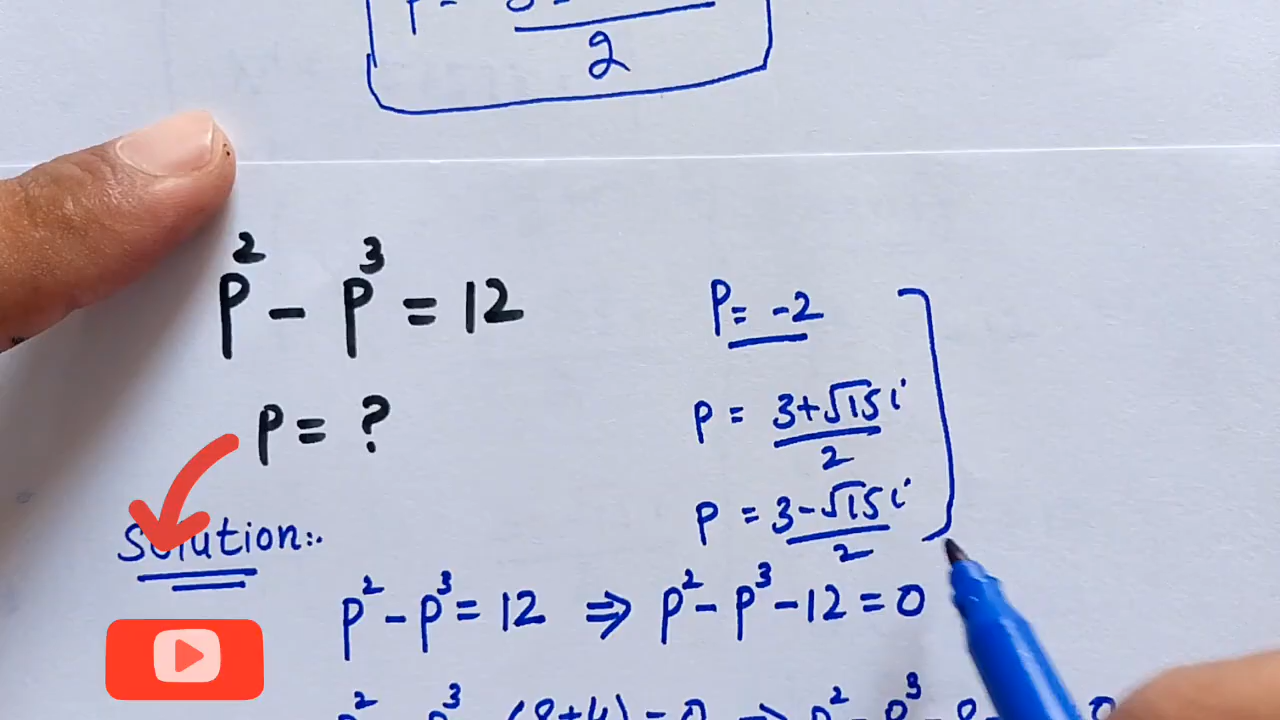 2
p² - p³ = 12
p = ?
p = -2
p = 3+√15 i
2
p = 3-√15 i
2
Solution:.
p² - p³ = 12 ⇒ p² - p³ - 12 = 0